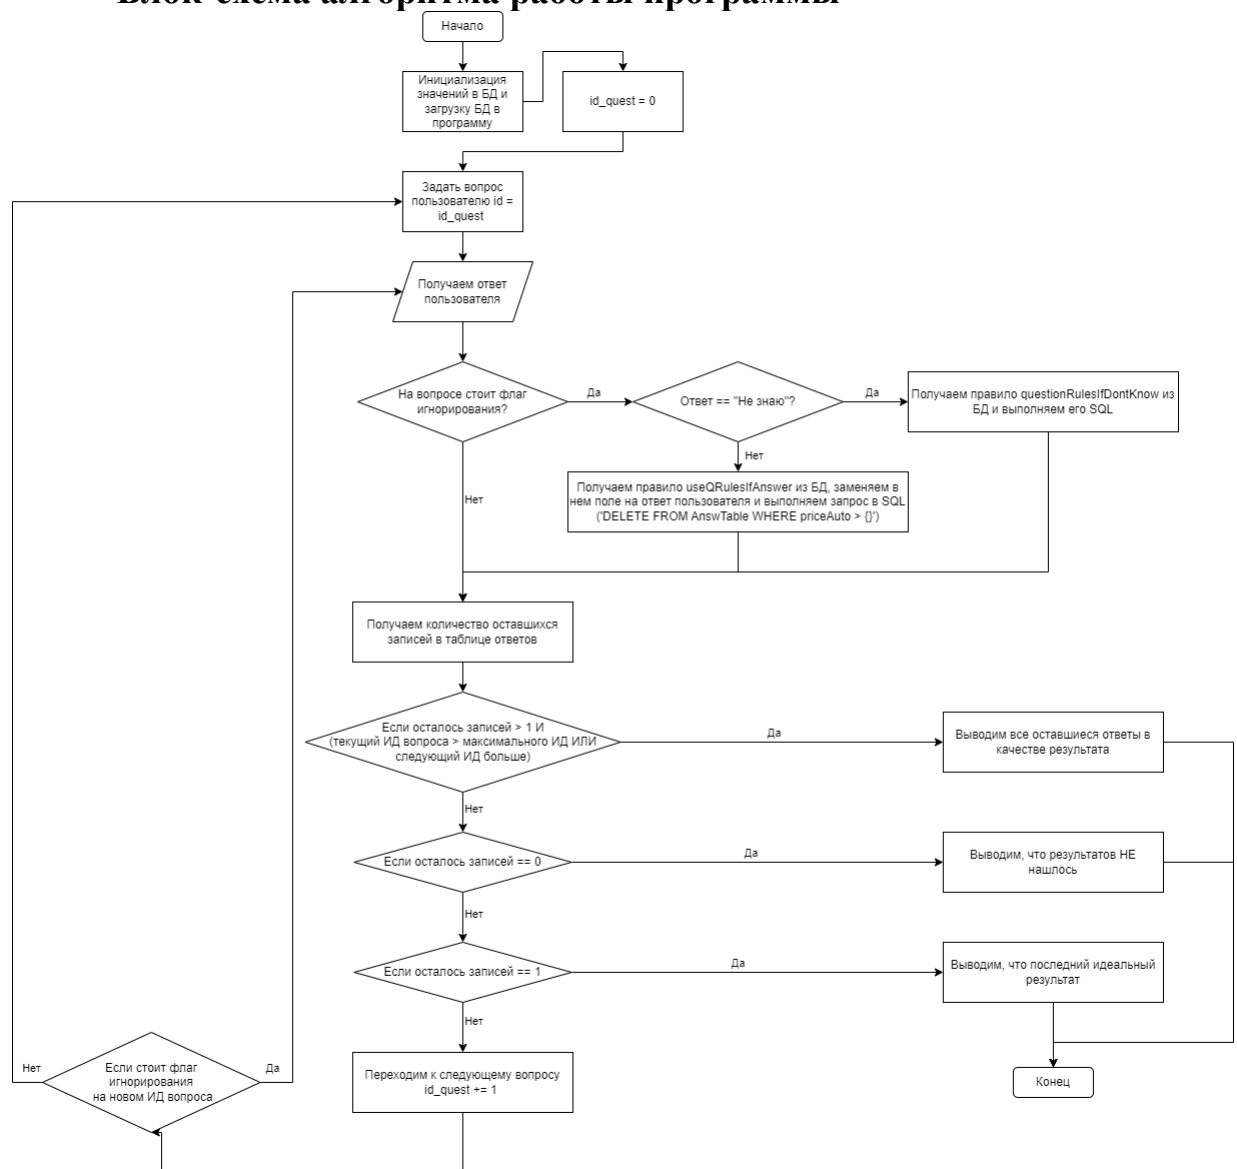 Блок-схема алгоритма работы программы
Начало
Инициализация
значений в БД и
загрузку БД в
программу
id_quest = 0
Задать вопрос
пользователю id =
id_quest
Получаем ответ
пользователя
На вопросе стоит флаг
игнорирования?
Да
Ответ == "Не знаю"?
Да
Получаем правило questionRulesIfDontKnow из
БД и выполняем его SQL
Нет
Получаем правило useQRulesIfAnswer из БД, заменяем в
нем поле на ответ пользователя и выполняем запрос в SQL
('DELETE FROM AnswTable WHERE priceAuto > {}')
Нет
Получаем количество оставшихся
записей в таблице ответов
Если осталось записей > 1 И
(текущий ИД вопроса > максимального ИД ИЛИ
следующий ИД больше)
Да
Выводим все оставшиеся ответы в
качестве результата
Нет
Если осталось записей == 0
Да
Выводим, что результатов НЕ
нашлось
Нет
Если осталось записей == 1
Да
Выводим, что последний идеальный
результат
Нет
Переходим к следующему вопросу
id_quest += 1
Конец
Нет
Если стоит флаг
игнорирования
на новом ИД вопроса
Да